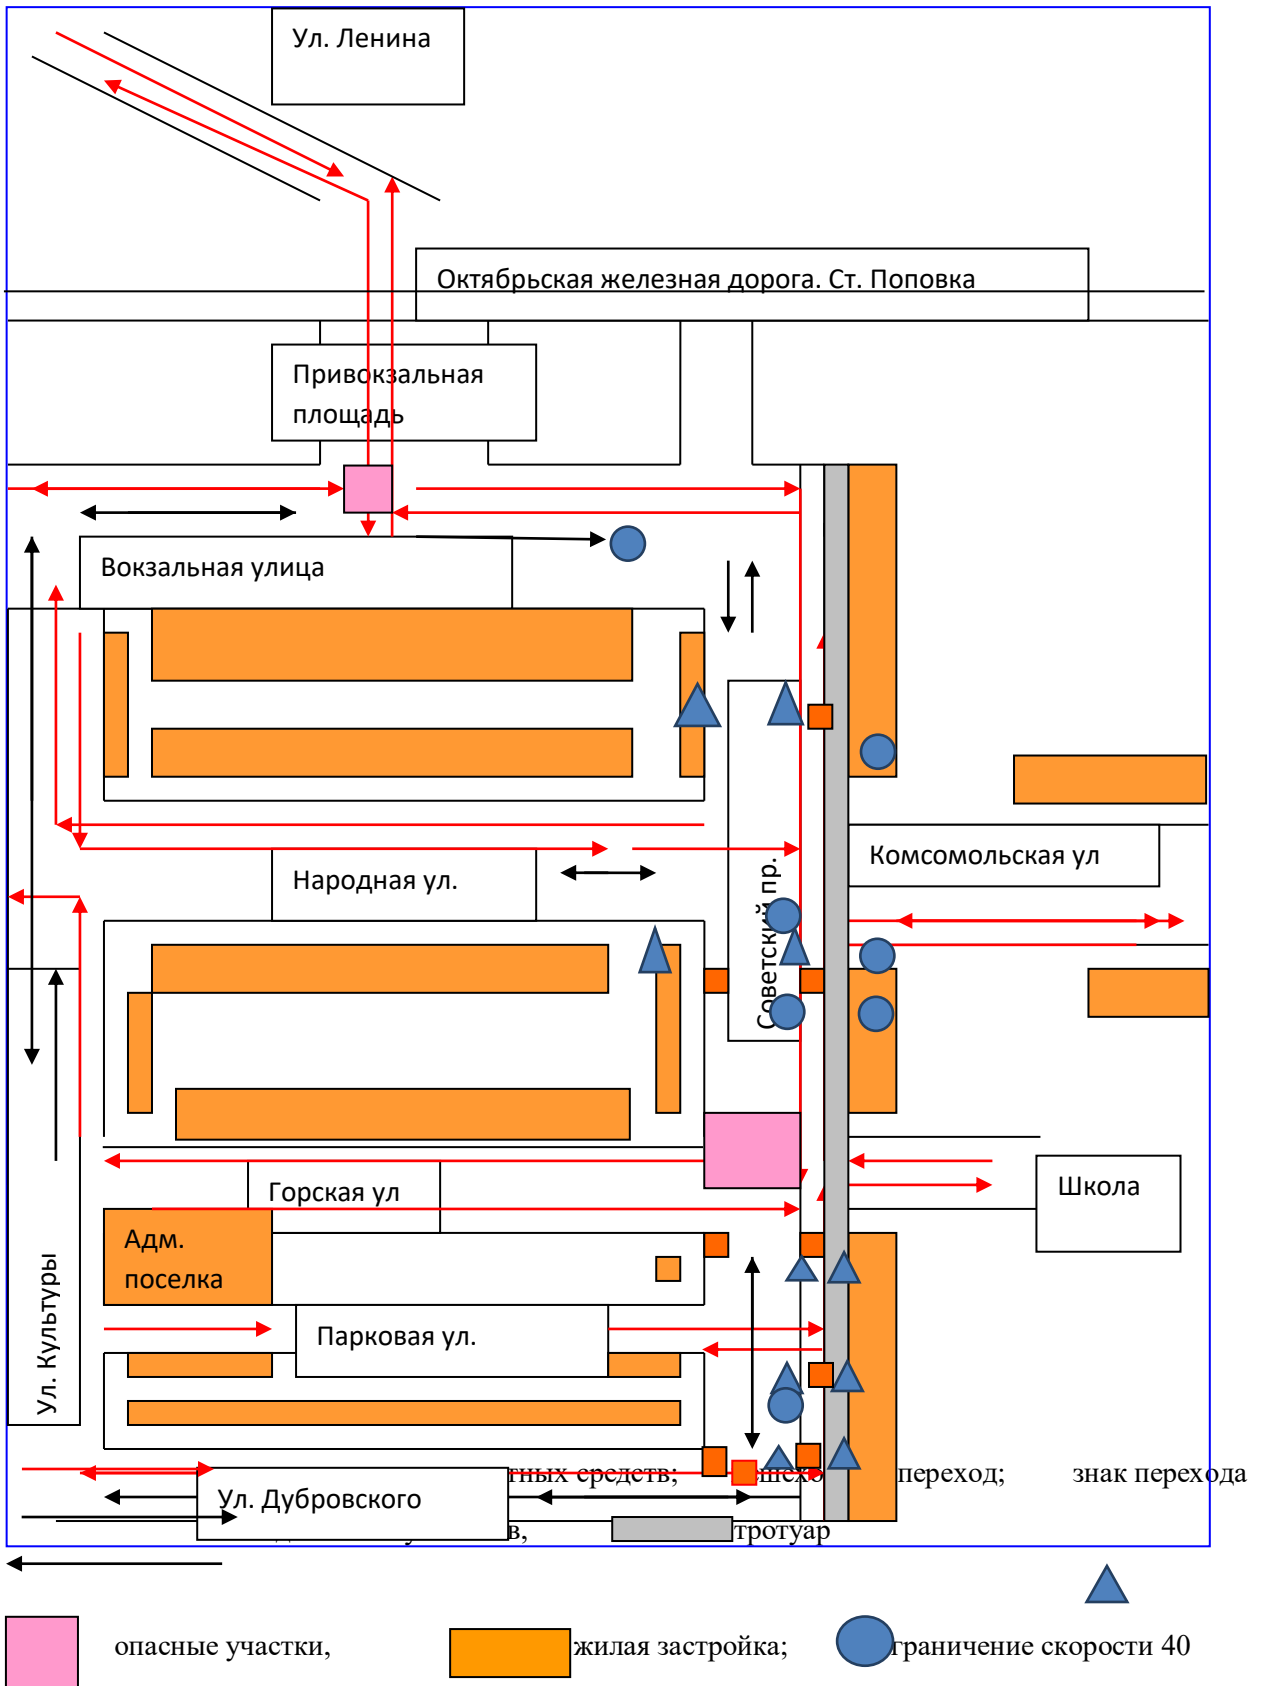 Ул. Ленина
Октябрьская железная дорога. Ст. Поповка
Привокзальная
площадь
Вокзальная улица
Советский пр.
Комсомольская ул
Народная ул.
Горская ул
Школа
Адм.
поселка
Парковая ул.
Ул. Культуры
средств; переход; знак перехода
Ул. Дубровского
тротуар
опасные участки, жилая застройка; граничение скорости 40